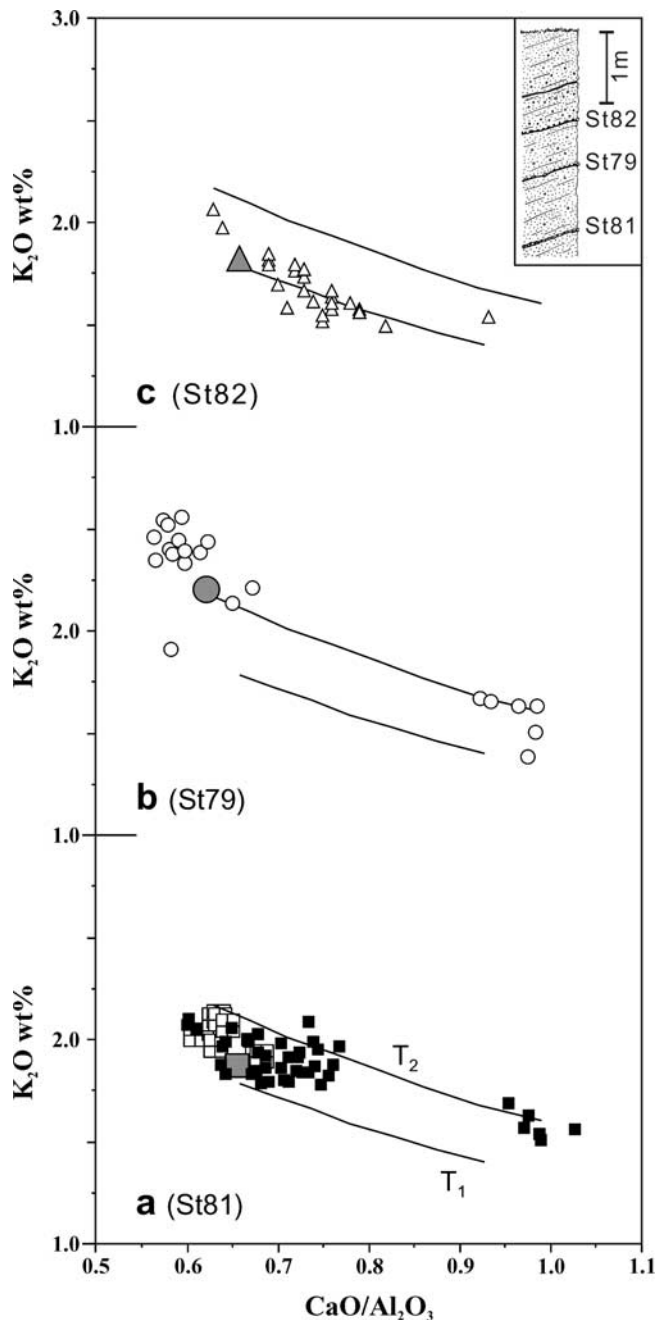 3.0
1m
St82
St79
St81
K₂O wt%
2.0
c (St82)
1.0
K₂O wt%
2.0
b (St79)
1.0
K₂O wt%
2.0
T₂
T₁
a (St81)
1.0
0.5 0.6 0.7 0.8 0.9 1.0 1.1
CaO/Al₂O₃